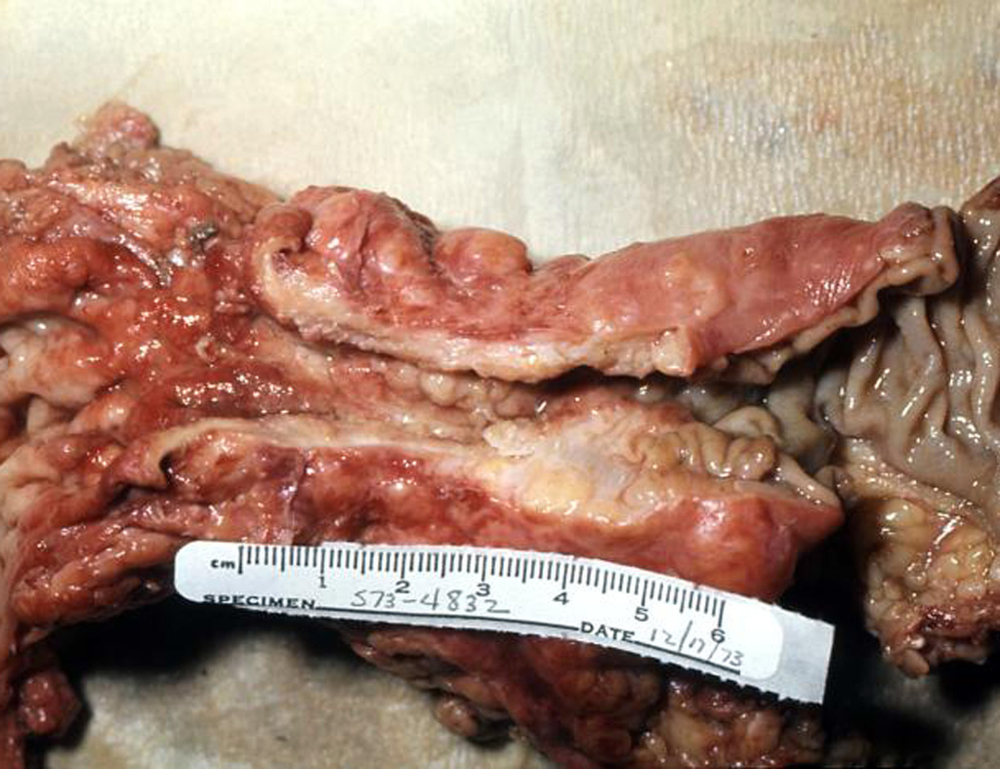 cm 1 2 3 4 5 6
SPECIMEN S73-4832
DATE 12/17/73